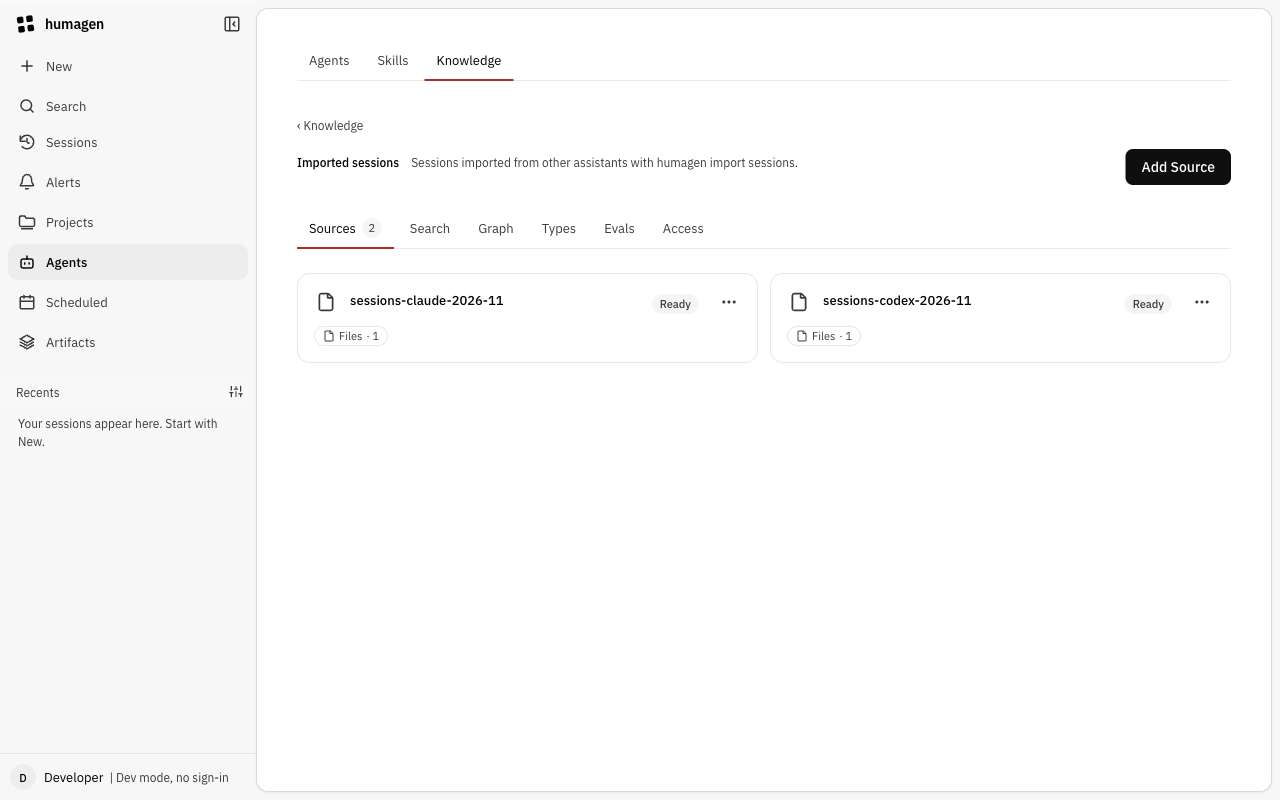 humagen
New
Search
Sessions
Alerts
Projects
Agents
Scheduled
Artifacts
Recents
Your sessions appear here. Start with
New.
D Developer | Dev mode, no sign-in
Agents Skills Knowledge
‹ Knowledge
Imported sessions Sessions imported from other assistants with humagen import sessions.
Add Source
Sources 2 Search Graph Types Evals Access
sessions-claude-2026-11 Ready
Files · 1
sessions-codex-2026-11 Ready
Files · 1